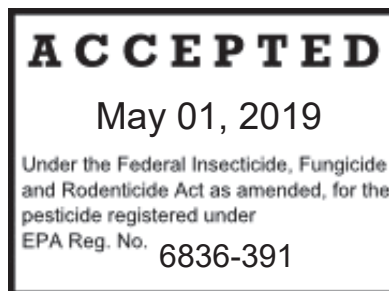 ACCEPTED
May 01, 2019
Under the Federal Insecticide, Fungicide
and Rodenticide Act as amended, for the
pesticide registered under
EPA Reg. No. 6836-391